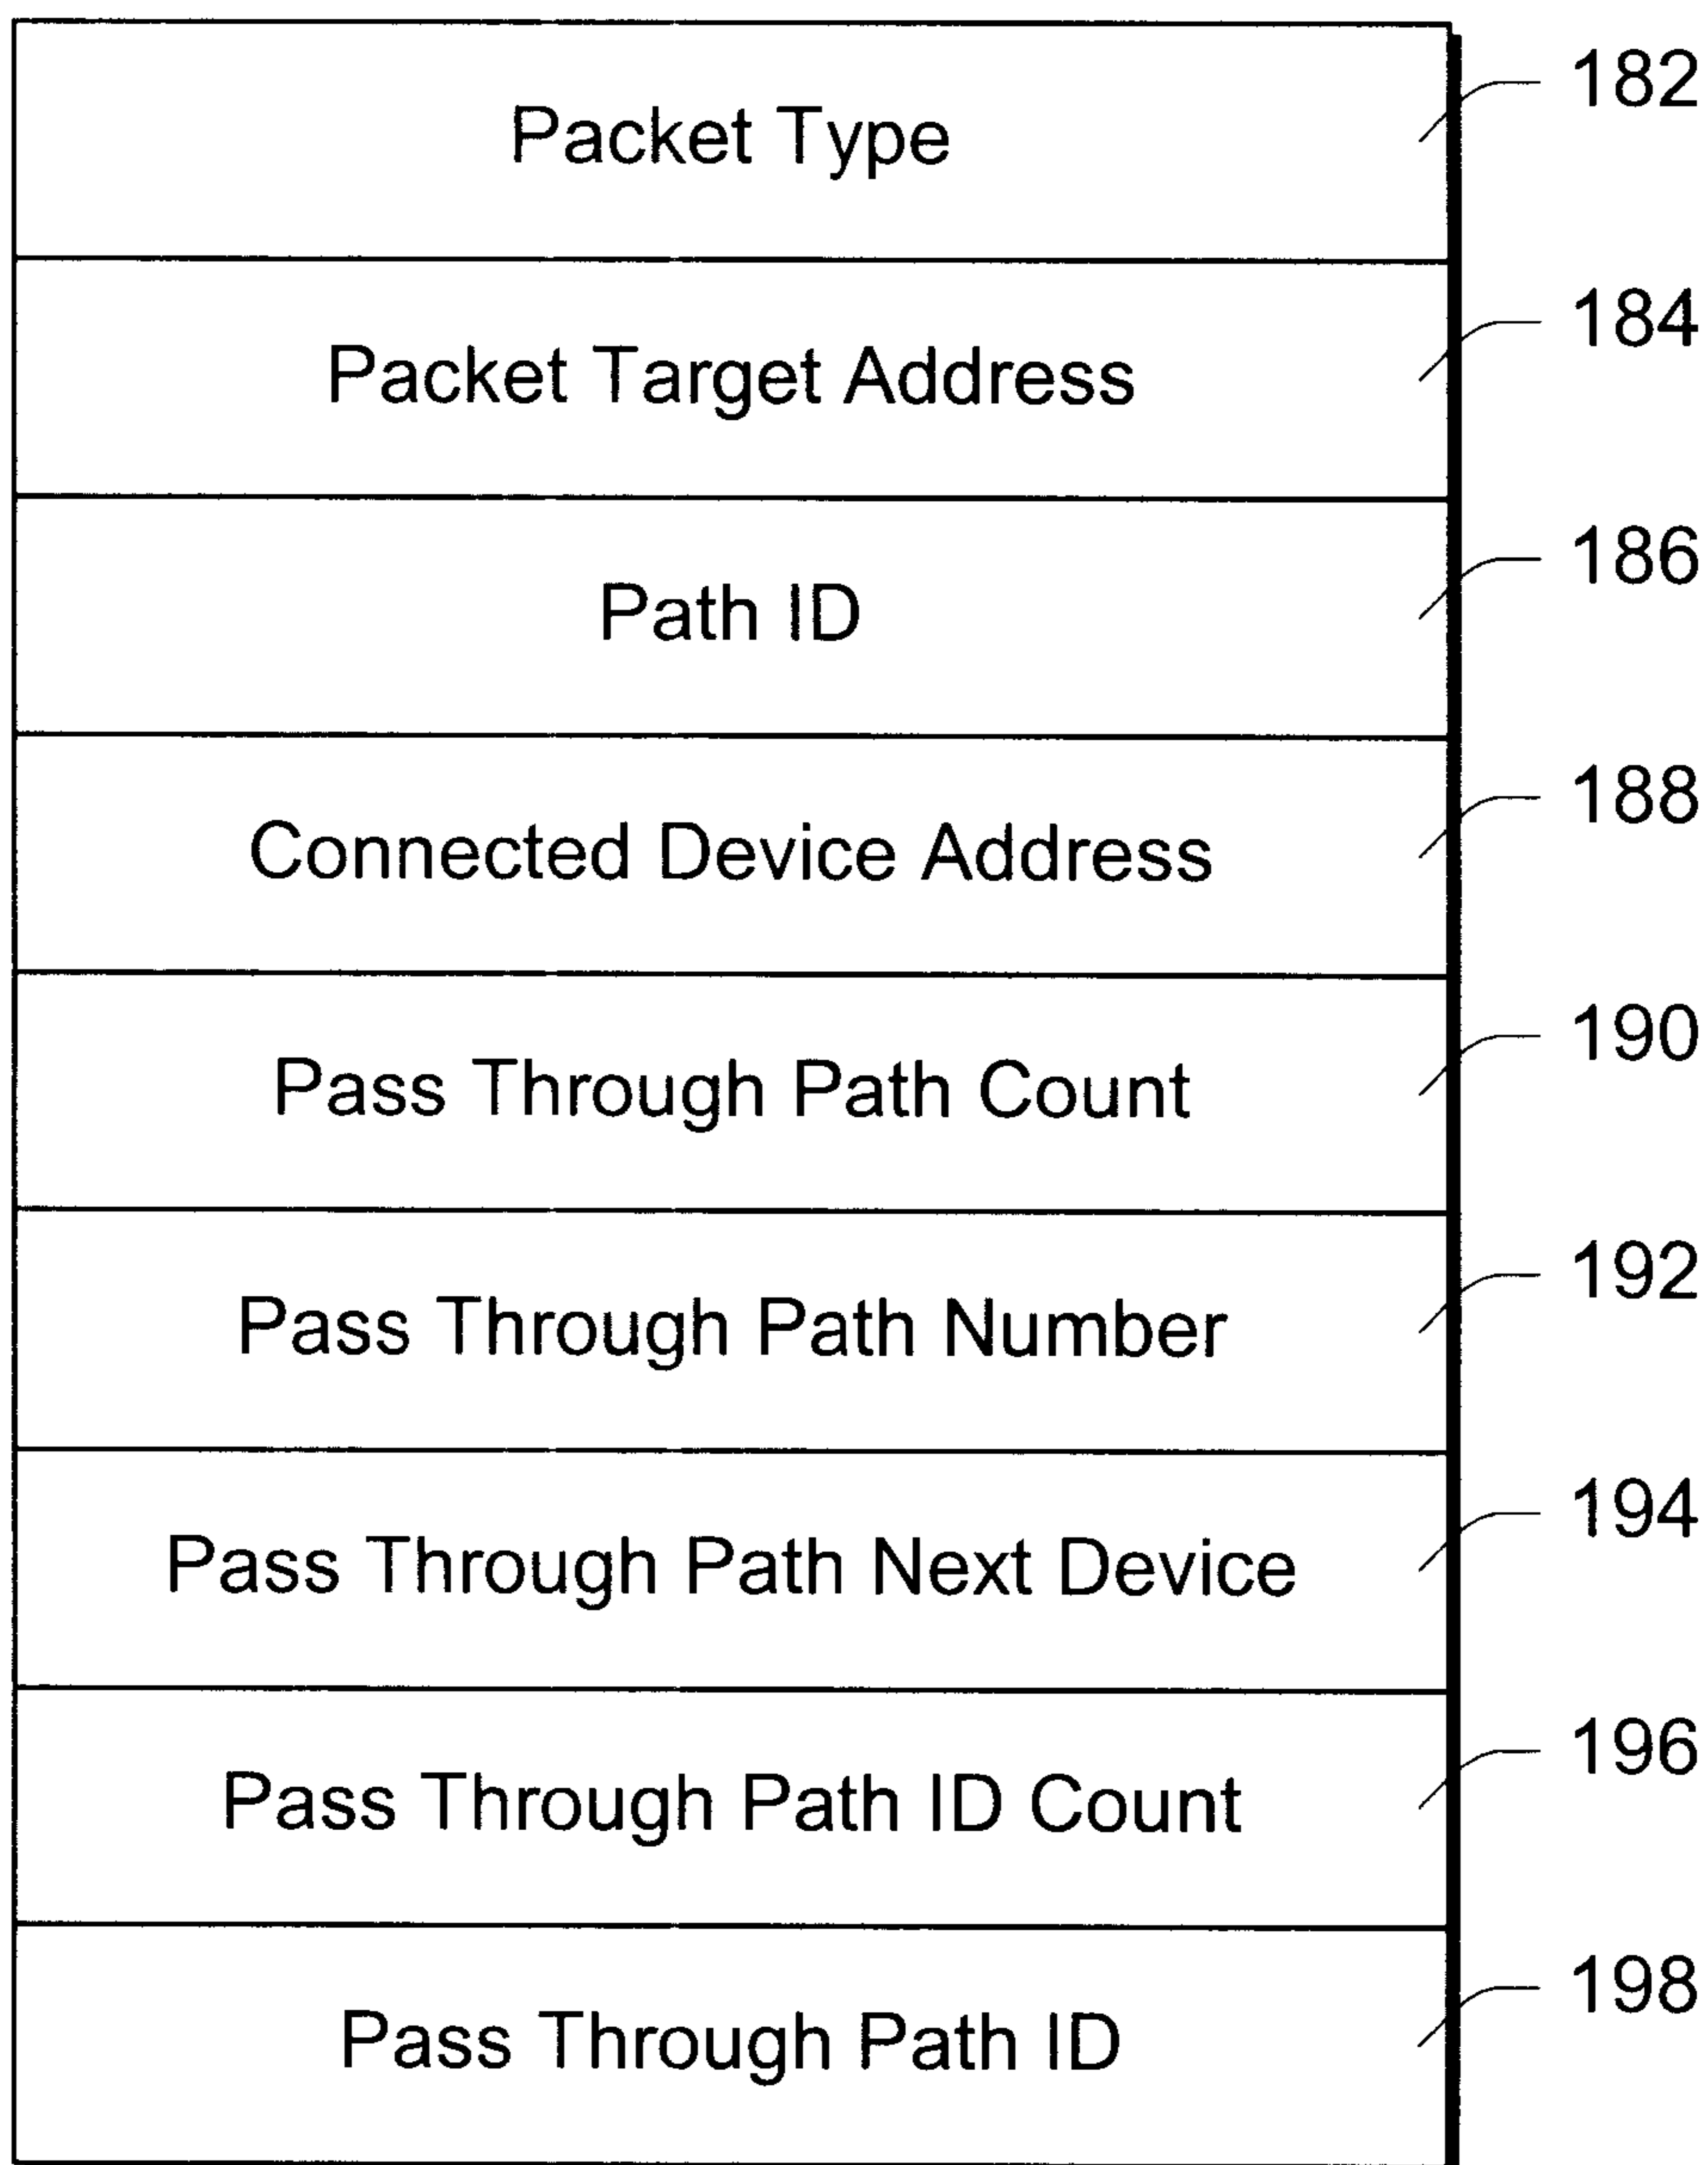 182
Packet Type
184
Packet Target Address
186
Path ID
188
Connected Device Address
190
Pass Through Path Count
192
Pass Through Path Number
194
Pass Through Path Next Device
196
Pass Through Path ID Count
198
Pass Through Path ID